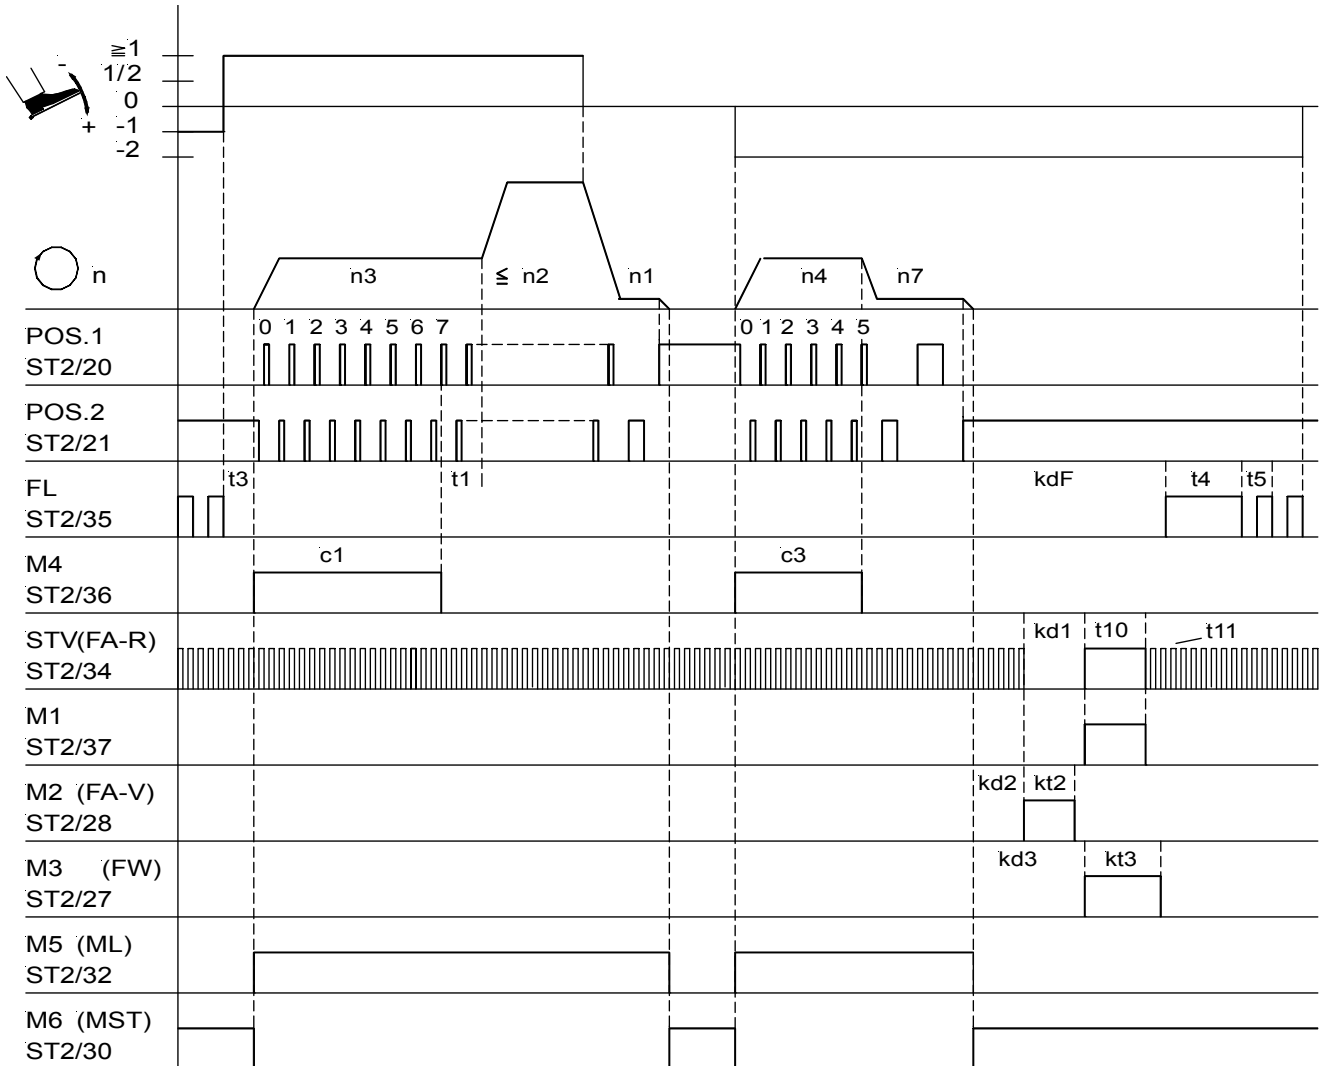 ≧1
1/2
0
-1
-2
-
+
n
n3
≦ n2
n1
n4
n7
POS.1
ST2/20
0 1 2 3 4 5 6 7
0 1 2 3 4 5
POS.2
ST2/21
FL
ST2/35
t3
t1
kdF
t4
t5
M4
ST2/36
c1
c3
STV(FA-R)
ST2/34
kd1
t10
t11
M1
ST2/37
M2 (FA-V)
ST2/28
kd2
kt2
M3 (FW)
ST2/27
kd3
kt3
M5 (ML)
ST2/32
M6 (MST)
ST2/30